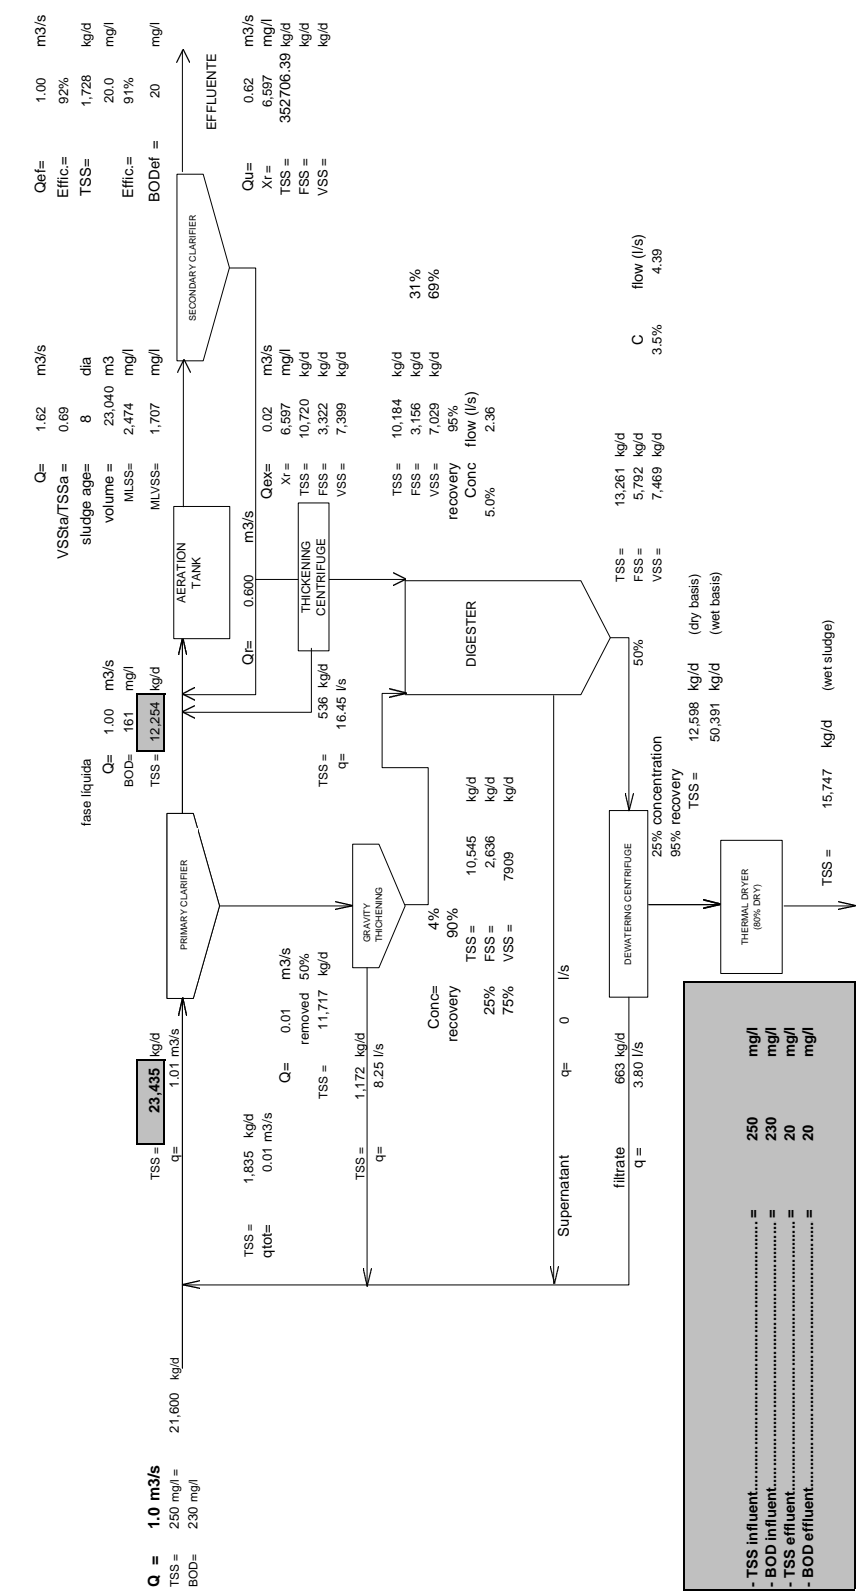 Q = 1.0 m3/s
TSS = 250 mg/l = 21,600 kg/d
BOD= 230 mg/l
TSS = 23,435 kg/d
q= 1.01 m3/s
PRIMARY CLARIFIER
fase líquida
Q= 1.00 m3/s
BOD= 161 mg/l
TSS = 12,254 kg/d
AERATION
TANK
Q= 1.62 m3/s
VSSta/TSSa = 0.69
sludge age= 8 dia
volume = 23,040 m3
MLSS= 2,474 mg/l
MLVSS= 1,707 mg/l
SECONDARY CLARIFIER
Qef= 1.00 m3/s
Effic.= 92%
TSS= 1,728 kg/d
20.0 mg/l
Effic.= 91%
BODef = 20 mg/l
EFFLUENTE
Qu= 0.62 m3/s
Xr = 6,597 mg/l
TSS = 352706.39 kg/d
FSS = kg/d
VSS = kg/d
Qr= 0.600 m3/s
Qex= 0.02 m3/s
Xr = 6,597 mg/l
TSS = 10,720 kg/d
FSS = 3,322 kg/d
VSS = 7,399 kg/d
THICKENING
CENTRIFUGE
TSS = 536 kg/d
q= 16.45 l/s
TSS = 1,835 kg/d
qtot= 0.01 m3/s
Q= 0.01 m3/s
removed 50%
TSS = 11,717 kg/d
TSS = 1,172 kg/d
q= 8.25 l/s
GRAVITY
THICHENING
Conc= 4%
recovery 90%
TSS = 10,545 kg/d
25% FSS = 2,636 kg/d
75% VSS = 7909 kg/d
TSS = 10,184 kg/d
FSS = 3,156 kg/d 31%
VSS = 7,029 kg/d 69%
recovery 95%
Conc flow (l/s)
5.0% 2.36
DIGESTER
Supernatant q= 0 l/s
50%
TSS = 13,261 kg/d
FSS = 5,792 kg/d C flow (l/s)
VSS = 7,469 kg/d 3.5% 4.39
filtrate 663 kg/d
q = 3.80 l/s
DEWATERING CENTRIFUGE
25% concentration
95% recovery
TSS = 12,598 kg/d (dry basis)
50,391 kg/d (wet basis)
THERMAL DRYER
(80% DRY)
TSS = 15,747 kg/d (wet sludge)
- TSS influent.......................................................... = 250 mg/l
- BOD influent.......................................................... = 230 mg/l
- TSS effluent.......................................................... = 20 mg/l
- BOD effluent.......................................................... = 20 mg/l